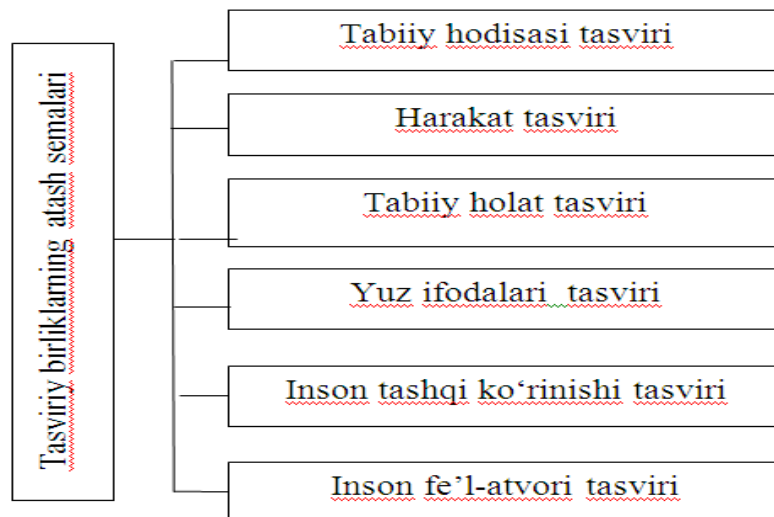 Tasviriy birliklarning atash semalari
Tabiiy hodisasi tasviri
Harakat tasviri
Tabiiy holat tasviri
Yuz ifodalari tasviri
Inson tashqi ko‘rinishi tasviri
Inson fe’l-atvori tasviri